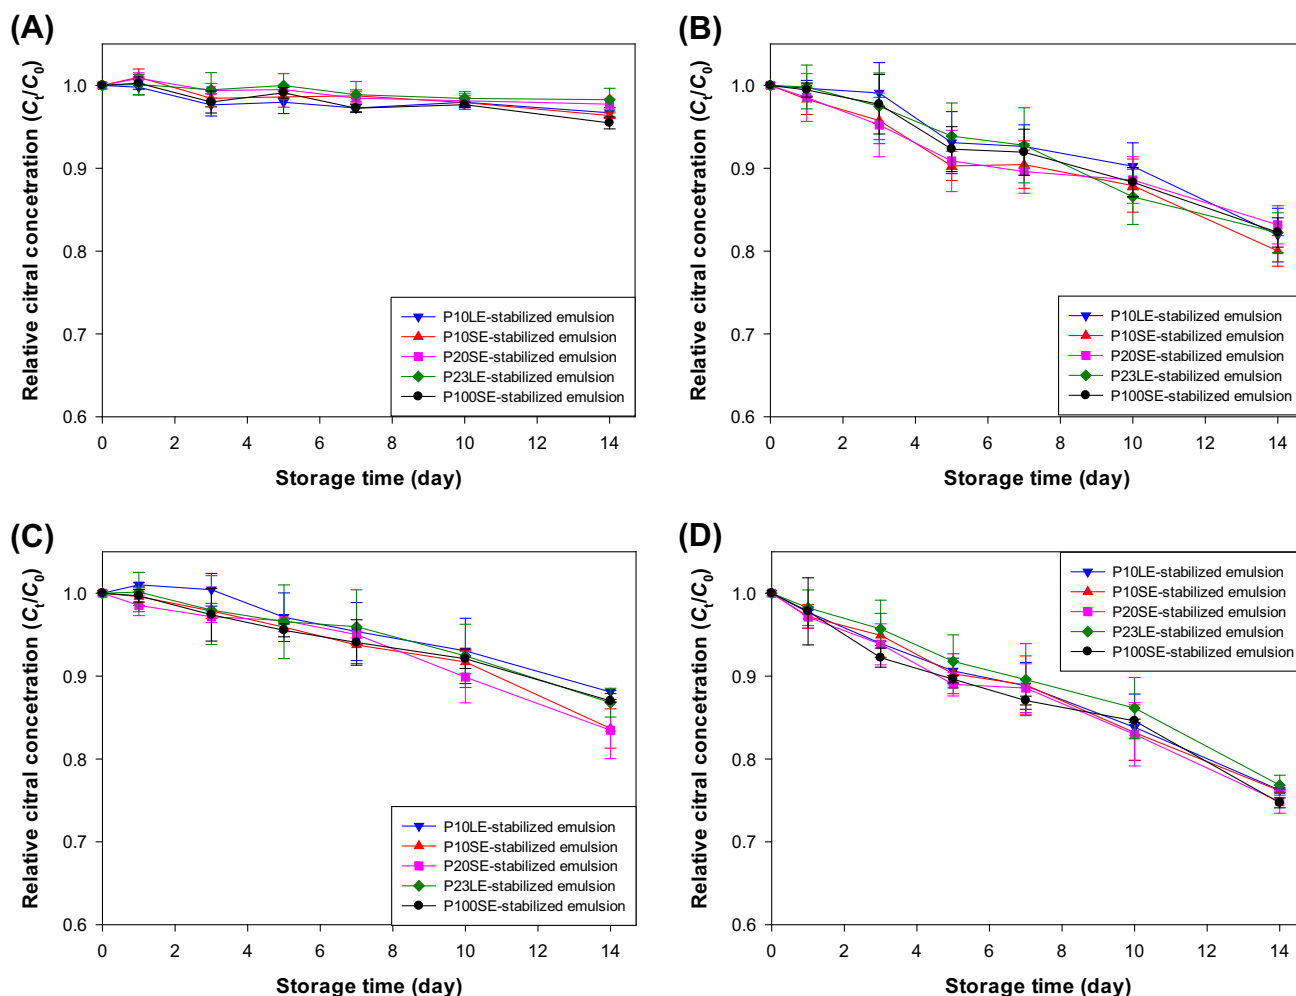 (A)
Relative citral concetration (Ct/C0)
1.0
0.9
0.8
0.7
0.6
P10LE-stabilized emulsion
P10SE-stabilized emulsion
P20SE-stabilized emulsion
P23LE-stabilized emulsion
P100SE-stabilized emulsion
0 2 4 6 8 10 12 14
Storage time (day)
(B)
Relative citral concetration (Ct/C0)
1.0
0.9
0.8
0.7
0.6
P10LE-stabilized emulsion
P10SE-stabilized emulsion
P20SE-stabilized emulsion
P23LE-stabilized emulsion
P100SE-stabilized emulsion
0 2 4 6 8 10 12 14
Storage time (day)
(C)
Relative citral concetration (Ct/C0)
1.0
0.9
0.8
0.7
0.6
P10LE-stabilized emulsion
P10SE-stabilized emulsion
P20SE-stabilized emulsion
P23LE-stabilized emulsion
P100SE-stabilized emulsion
0 2 4 6 8 10 12 14
Storage time (day)
(D)
Relative citral concetration (Ct/C0)
1.0
0.9
0.8
0.7
0.6
P10LE-stabilized emulsion
P10SE-stabilized emulsion
P20SE-stabilized emulsion
P23LE-stabilized emulsion
P100SE-stabilized emulsion
0 2 4 6 8 10 12 14
Storage time (day)